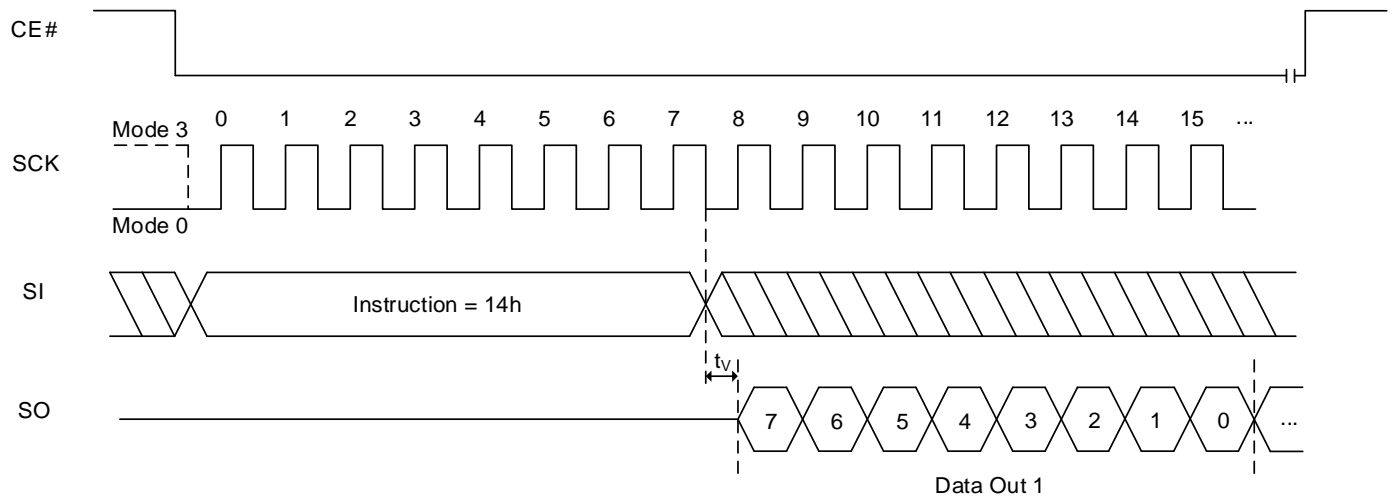 CE#
0 1 2 3 4 5 6 7 8 9 10 11 12 13 14 15 ...
Mode 3
SCK
Mode 0
SI
Instruction = 14h
tV
SO
7 6 5 4 3 2 1 0 ...
Data Out 1